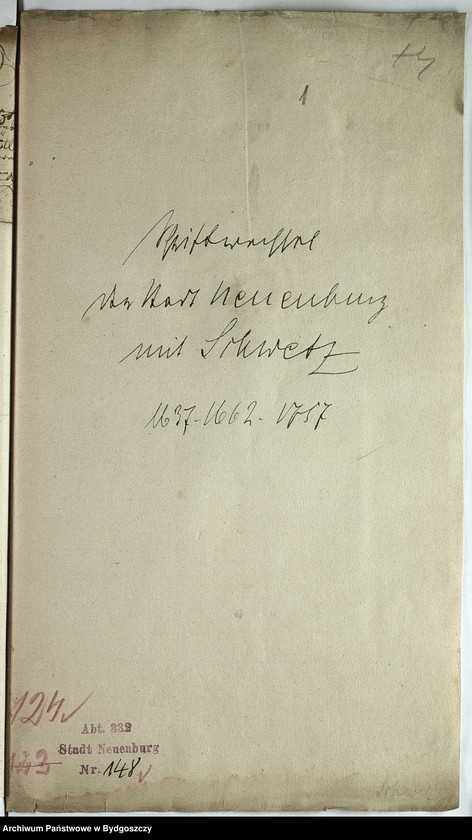 1
Schriftwechsel
der Stadt Neuenburg
mit Schwetz
1637-1662-1757
124
Abt. 332
Stadt Neuenburg
Nr. 148
Archiwum Państwowe w Bydgoszczy